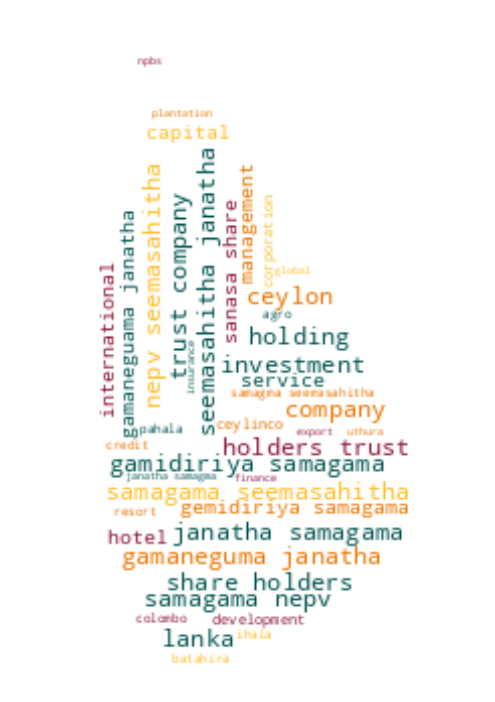 npbs
plantation
capital
international
gamaneguama janatha
nepv seemasahitha
trust company
insurance
seemasahitha janatha
sanasa share
management
corporation
global
ceylon
agro
holding
investment
service
samagma seemasahitha
company
pahala
ceylinco
export
uthura
credit
holders trust
gamidiriya samagama
janatha samagma
finance
samagama seemasahitha
resort
gemidiriya samagama
hotel
janatha samagama
gamaneguma janatha
share holders
samagama nepv
colombo
development
lanka
ihala
batahira